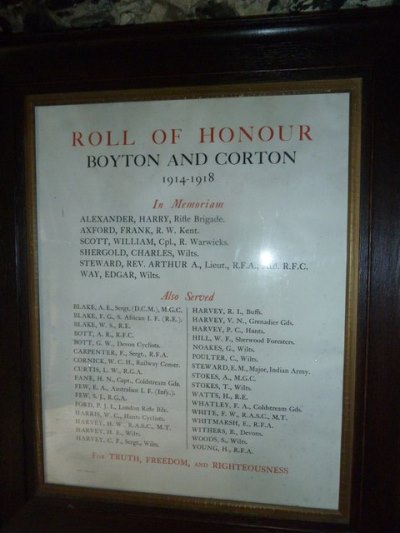 ROLL OF HONOUR
BOYTON AND CORTON
1914-1918
In Memoriam
ALEXANDER, HARRY, Rifle Brigade.
AXFORD, FRANK, R. W. Kent.
SCOTT, WILLIAM, Cpl., R. Warwicks.
SHERGOLD, CHARLES, Wilts.
STEWARD, REV. ARTHUR A., Lieut., R.F.A., R.F.C.
WAY, EDGAR, Wilts.
Also Served
BLAKE, A. E., Sergt. (D.C.M.), M.G.C.
BLAKE, F. G., S. African I. F. (R.E.).
BLAKE, W. S., R.E.
BOTT, A. R., R.F.C.
BOTT, G. W., Devon Cyclists.
CARPENTER, F., Sergt., R.F.A.
CORNICK, W. C. H., Railway Constr.
CURTIS, L. W., R.G.A.
FANE, H. N., Capt., Coldstream Gds.
FEW, E. A., Australian I. F. (Infy.).
FEW, S. J., R.G.A.
FORD, P. J. L., London Rifle Bde.
HARRIS, W. C., Hants Cyclists.
HARVEY, H. W., R.A.S.C., M.T.
HARVEY, H. E., Wilts.
HARVEY, C. F., Sergt., Wilts.
HARVEY, R. I., Buffs.
HARVEY, V. N., Grenadier Gds.
HARVEY, P. C., Hants.
HILL, W. F., Sherwood Foresters.
NOAKES, G., Wilts.
POULTER, C., Wilts.
STEWARD, E. M., Major, Indian Army.
STOKES, A., M.G.C.
STOKES, T., Wilts.
WATTS, H., R.E.
WHATLEY, F. A., Coldstream Gds.
WHITE, F. W., R.A.S.C., M.T.
WHITMARSH, E., R.F.A.
WITHERS, B., Devons.
WOODS, S., Wilts.
YOUNG, H., R.F.A.
FOR TRUTH, FREEDOM, AND RIGHTEOUSNESS